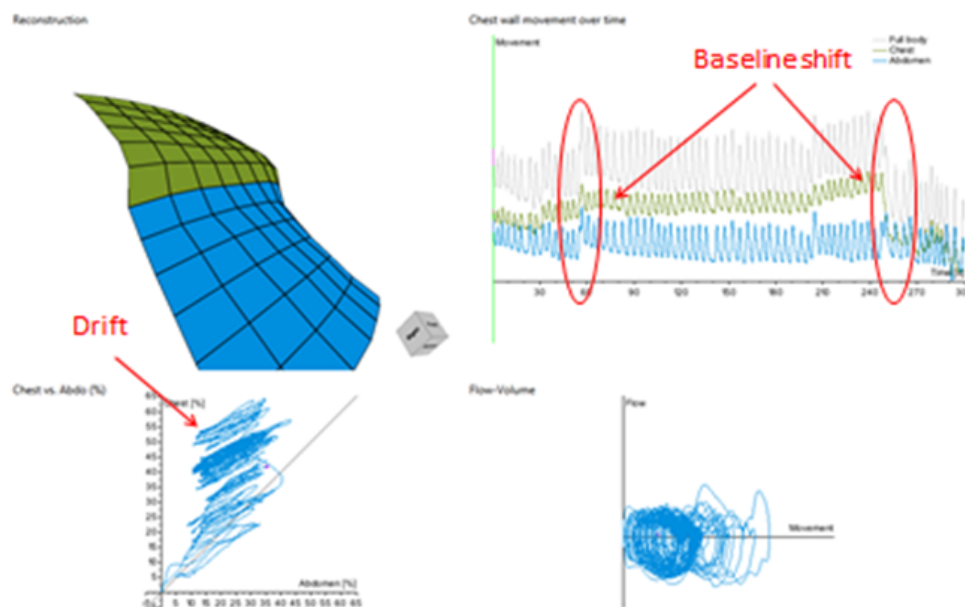 Reconstruction
Chest wall movement over time
Movement
Full body
Chest
Abdomen
Baseline shift
30
60
90
120
150
180
210
240
270
30
Drift
Chest vs. Abdo (%)
Chest [%]
65
60
55
50
45
40
35
30
25
20
15
10
5
Abdomen [%]
5 10 15 20 25 30 35 40 45 50 55 60 65
Flow-Volume
Flow
Movement